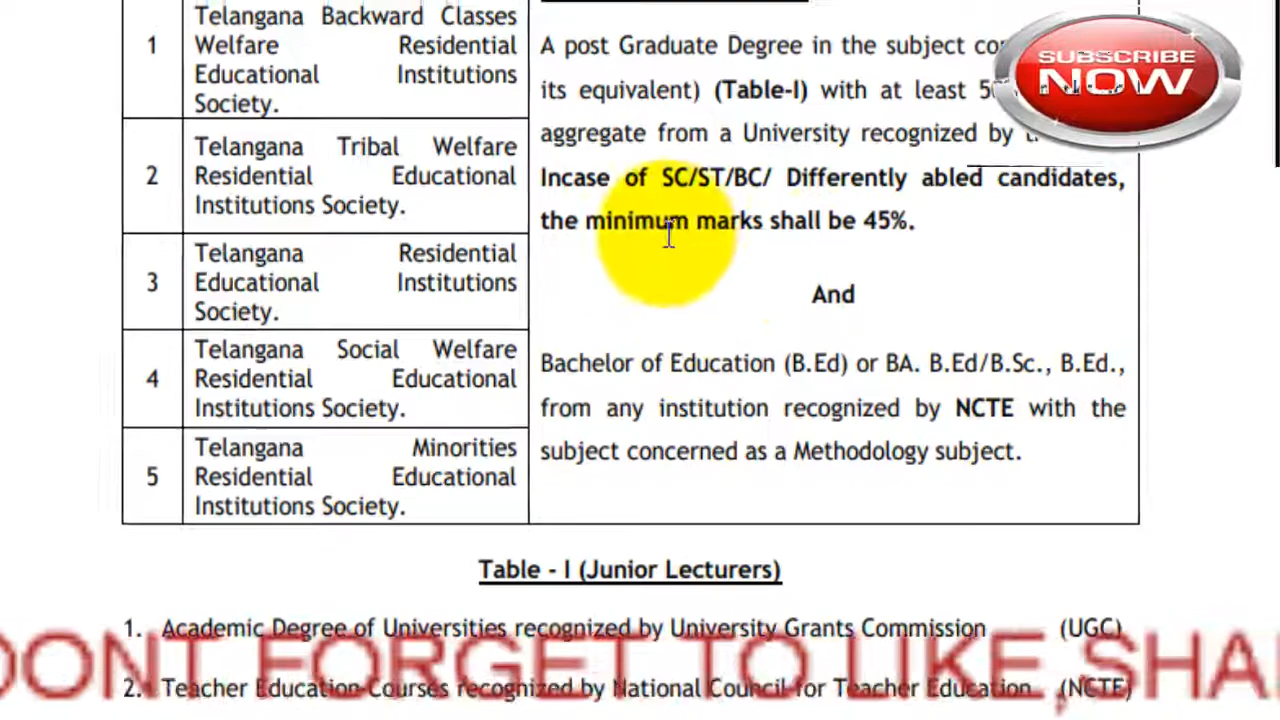 1
Telangana Backward Classes
Welfare Residential
Educational Institutions
Society.
2
Telangana Tribal Welfare
Residential Educational
Institutions Society.
3
Telangana Residential
Educational Institutions
Society.
4
Telangana Social Welfare
Residential Educational
Institutions Society.
5
Telangana Minorities
Residential Educational
Institutions Society.
A post Graduate Degree in the subject
its equivalent) (Table-I) with at least
aggregate from a University recognized by
Incase of SC/ST/BC/ Differently abled candidates,
the minimum marks shall be 45%.
And
Bachelor of Education (B.Ed) or BA. B.Ed/B.Sc., B.Ed.,
from any institution recognized by NCTE with the
subject concerned as a Methodology subject.
SUBSCRIBE
NOW
Table - I (Junior Lecturers)
1. Academic Degree of Universities recognized by University Grants Commission (UGC)
DONT FORGET TO LIKE,SHA
2. Teacher Education Courses recognized by National Council for Teacher Education (NCTE)